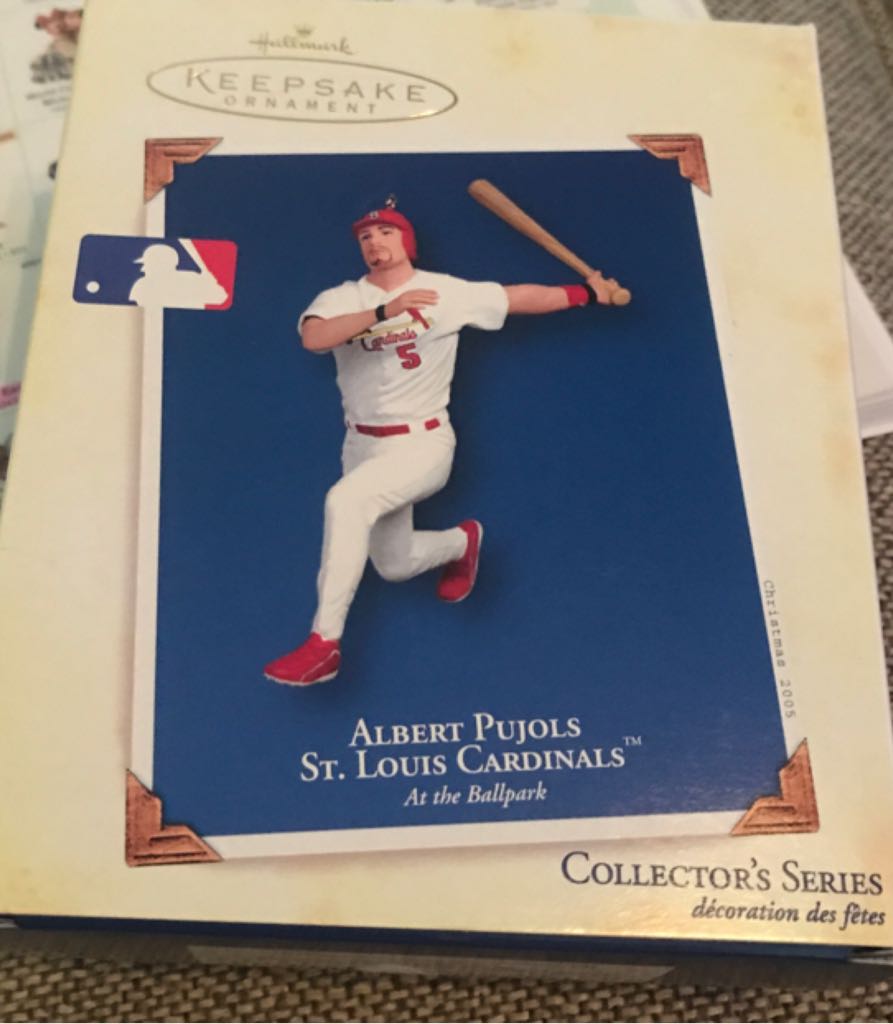 Hallmark
KEEPSAKE
ORNAMENT
Cardinals
5
Christmas 2005
ALBERT PUJOLS
ST. LOUIS CARDINALS™
At the Ballpark
COLLECTOR'S SERIES
décoration des fêtes